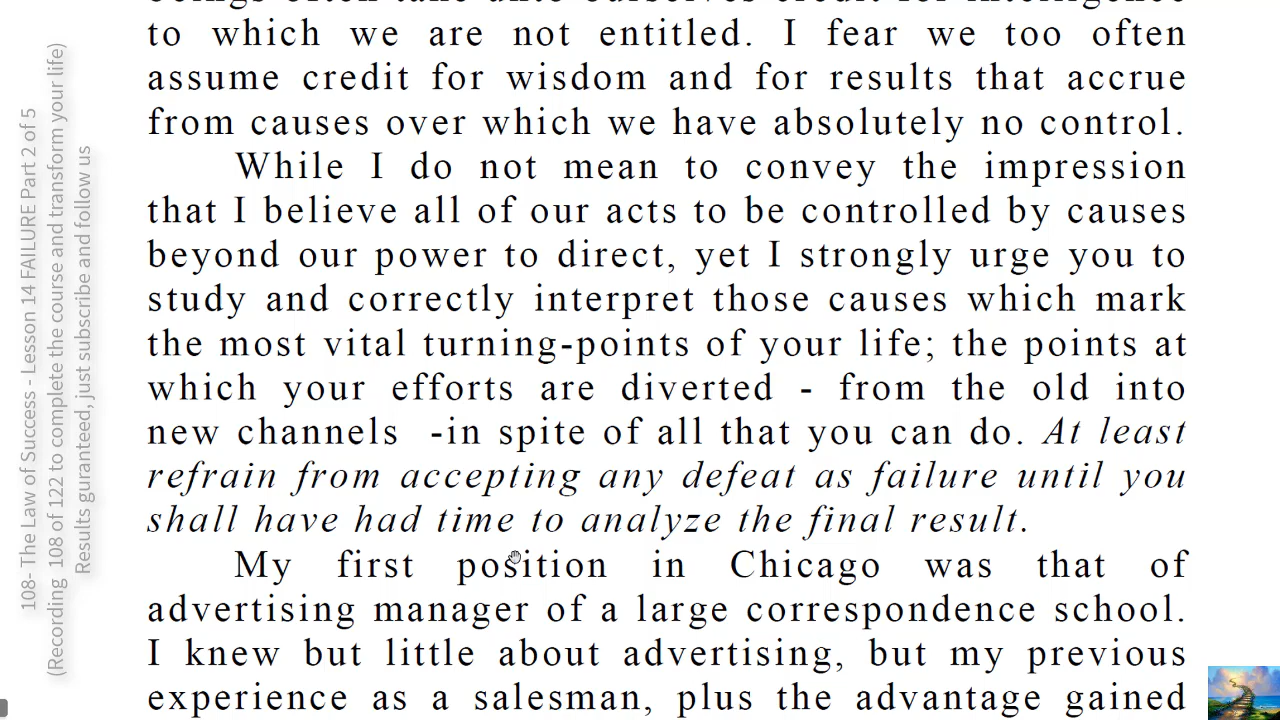 to which we are not entitled. I fear we too often
assume credit for wisdom and for results that accrue
from causes over which we have absolutely no control.
While I do not mean to convey the impression
that I believe all of our acts to be controlled by causes
beyond our power to direct, yet I strongly urge you to
study and correctly interpret those causes which mark
the most vital turning-points of your life; the points at
which your efforts are diverted - from the old into
new channels -in spite of all that you can do. At least
refrain from accepting any defeat as failure until you
shall have had time to analyze the final result.
My first position in Chicago was that of
advertising manager of a large correspondence school.
I knew but little about advertising, but my previous
experience as a salesman, plus the advantage gained
108- The Law of Success - Lesson 14 FAILURE Part 2 of 5
(Recording 108 of 122 to complete the course and transform your life)
Results guranteed, just subscribe and follow us